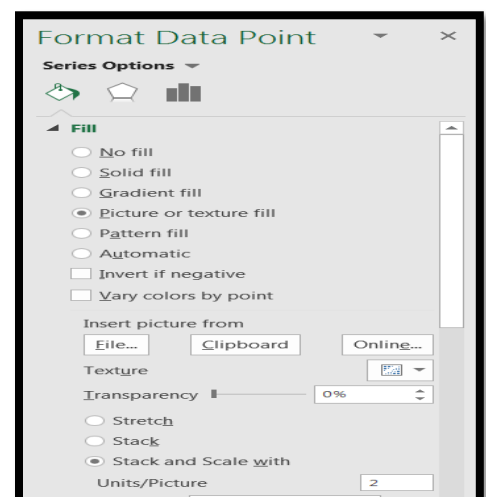 Format Data Point
Series Options
Fill
No fill
Solid fill
Gradient fill
Picture or texture fill
Pattern fill
Automatic
Invert if negative
Vary colors by point
Insert picture from
File... Clipboard Online...
Texture
Transparency 0%
Stretch
Stack
Stack and Scale with
Units/Picture 2